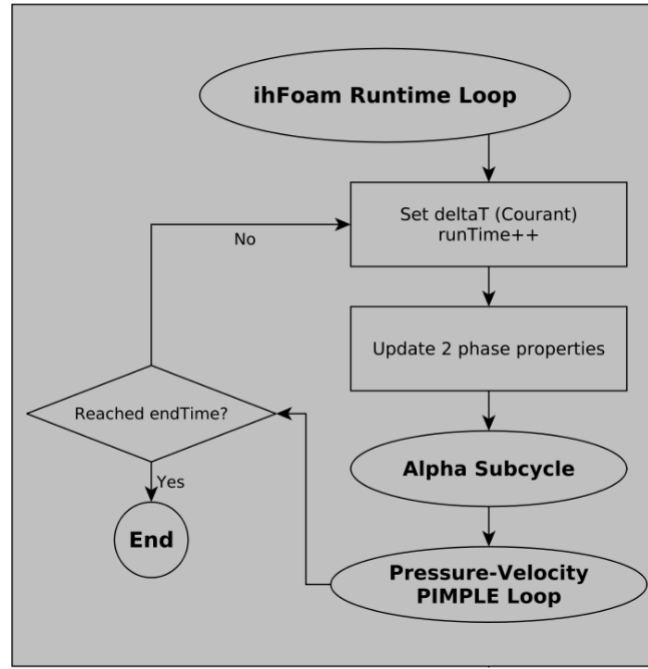 ihFoam Runtime Loop
Set deltaT (Courant)
runTime++
No
Update 2 phase properties
Reached endTime?
Alpha Subcycle
Yes
End
Pressure-Velocity
PIMPLE Loop